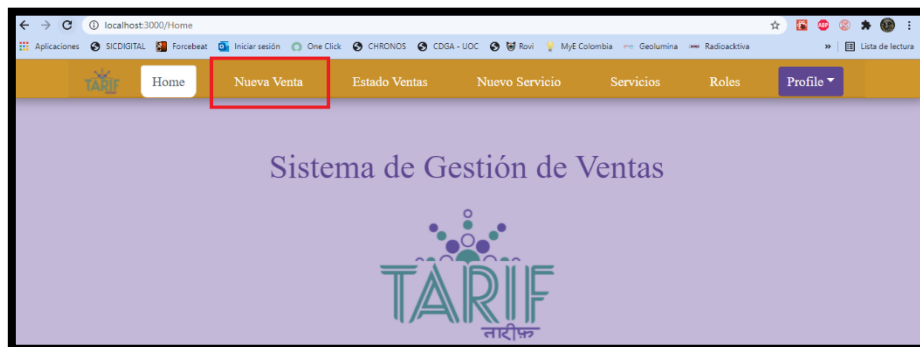 localhost:3000/Home
Aplicaciones SICDIGITAL Forcebeat Iniciar sesión One Click CHRONOS CDGA - UOC Rovi MyE Colombia Geolumina Radioacktiva » Lista de lectura
TARIF Home Nueva Venta Estado Ventas Nuevo Servicio Servicios Roles Profile
Sistema de Gestión de Ventas
TARIF
तारीफ़